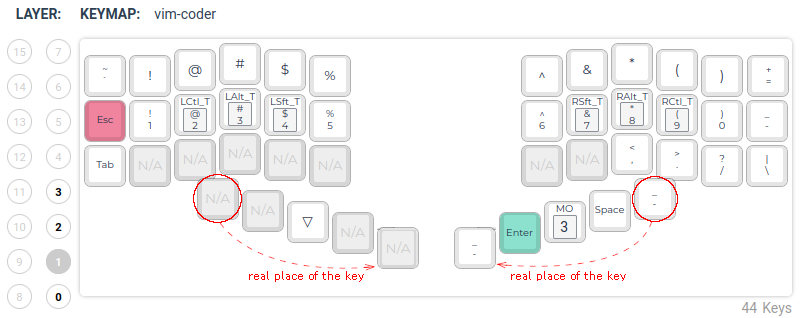 LAYER: KEYMAP: vim-coder
15 7
14 6
13 5
12 4
11 3
10 2
9 1
8 0
~ ` ! @ # $ % ^ & * ( ) + =
Esc ! 1 LCtl_T @ 2 LAlt_T # 3 LSft_T $ 4 % 5 ^ 6 RSft_T & 7 RAlt_T * 8 RCtl_T ( 9 ) 0 _ -
Tab N/A N/A N/A N/A N/A N/A N/A < , > . ? / | \
N/A N/A ▽ N/A N/A _ - Enter MO 3 Space _ -
real place of the key real place of the key
44 Keys